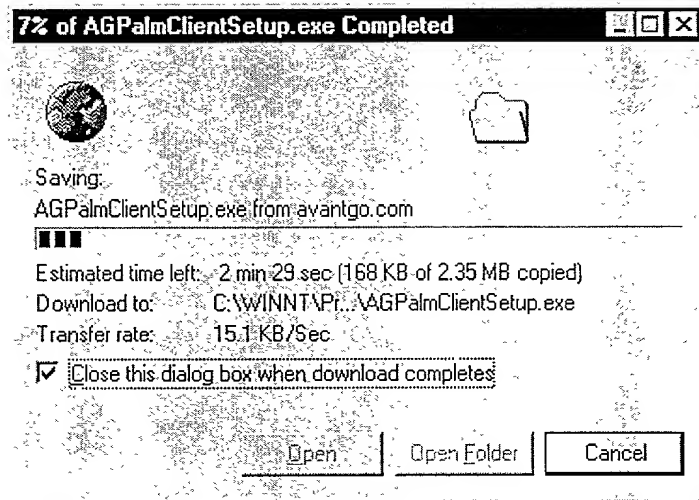 7% of AGPalmClientSetup.exe Completed
Saving:
AGPalmClientSetup.exe from avantgo.com
Estimated time left: 2 min 29 sec (168 KB of 2.35 MB copied)
Download to: C:\WINNT\Pr...\AGPalmClientSetup.exe
Transfer rate: 15.1 KB/Sec
Close this dialog box when download completes
Open Open Folder Cancel